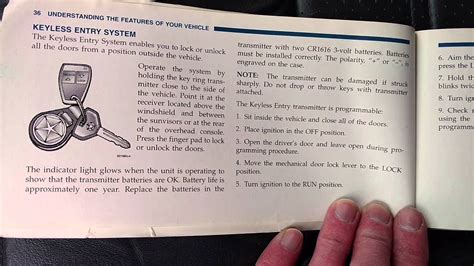 36 UNDERSTANDING THE FEATURES OF YOUR VEHICLE
KEYLESS ENTRY SYSTEM
The Keyless Entry System enables you to lock or unlock
all the doors from a position outside the vehicle.
Operate the system by
holding the key ring trans-
mitter close to the side of
the vehicle. Point it at the
receiver located above the
windshield and between
the sunvisors or at the rear
of the overhead console.
Press the finger pad to lock
or unlock the doors.
The indicator light glows when the unit is operating to
show that the transmitter batteries are OK. Battery life is
approximately one year. Replace the batteries in the
transmitter with two CR1616 3-volt batteries. Batteries
must be installed correctly. The polarity, "+" or "-", is
engraved on the case.
NOTE: The transmitter can be damaged if struck
sharply. Do not drop or throw keys with transmitter
attached.
The Keyless Entry transmitter is programmable:
1. Sit inside the vehicle and close all of the doors.
2. Place ignition in the OFF position.
3. Open the driver's door and leave open during pro-
gramming procedure.
4. Move the mechanical door lock lever to the LOCK
position.
5. Turn ignition to the RUN position.
6. Aim the
press the L
7. Hold
blinks twic
8. Turn ign
9. Check
using the
programm